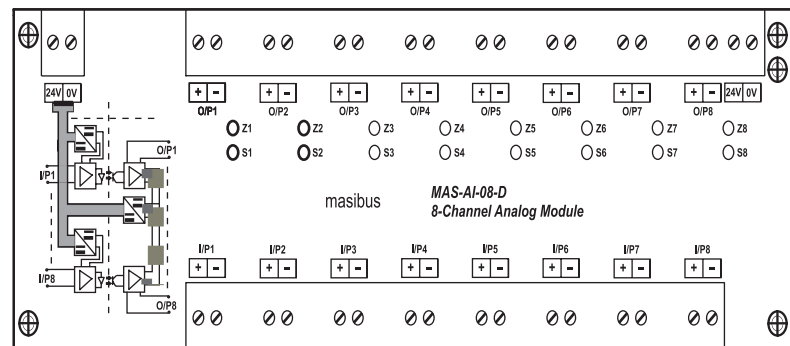 24V 0V
+ - + - + - + - + - + - + - + - 24V 0V
O/P1 O/P2 O/P3 O/P4 O/P5 O/P6 O/P7 O/P8
Z1 Z2 Z3 Z4 Z5 Z6 Z7 Z8
S1 S2 S3 S4 S5 S6 S7 S8
O/P1
I/P1
masibus
MAS-AI-08-D
8-Channel Analog Module
I/P1 I/P2 I/P3 I/P4 I/P5 I/P6 I/P7 I/P8
+ - + - + - + - + - + - + - + -
I/P8
O/P8